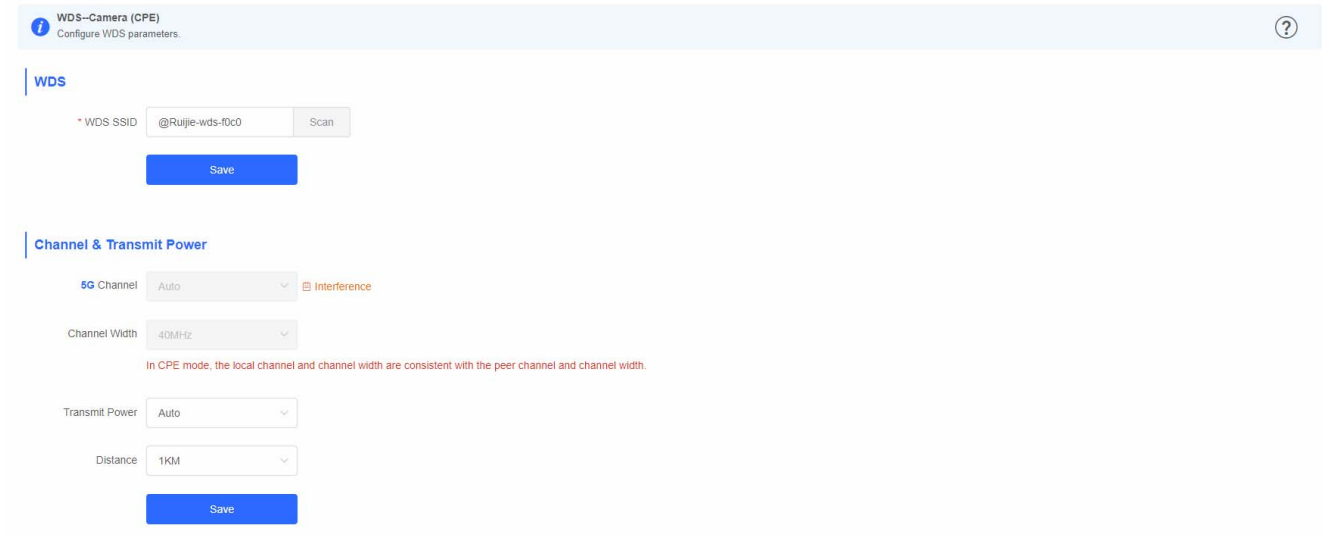 WDS--Camera (CPE)
Configure WDS parameters.
WDS
* WDS SSID @Ruijie-wds-f0c0 Scan
Save
Channel & Transmit Power
5G Channel Auto Interference
Channel Width 40MHz
In CPE mode, the local channel and channel width are consistent with the peer channel and channel width.
Transmit Power Auto
Distance 1KM
Save